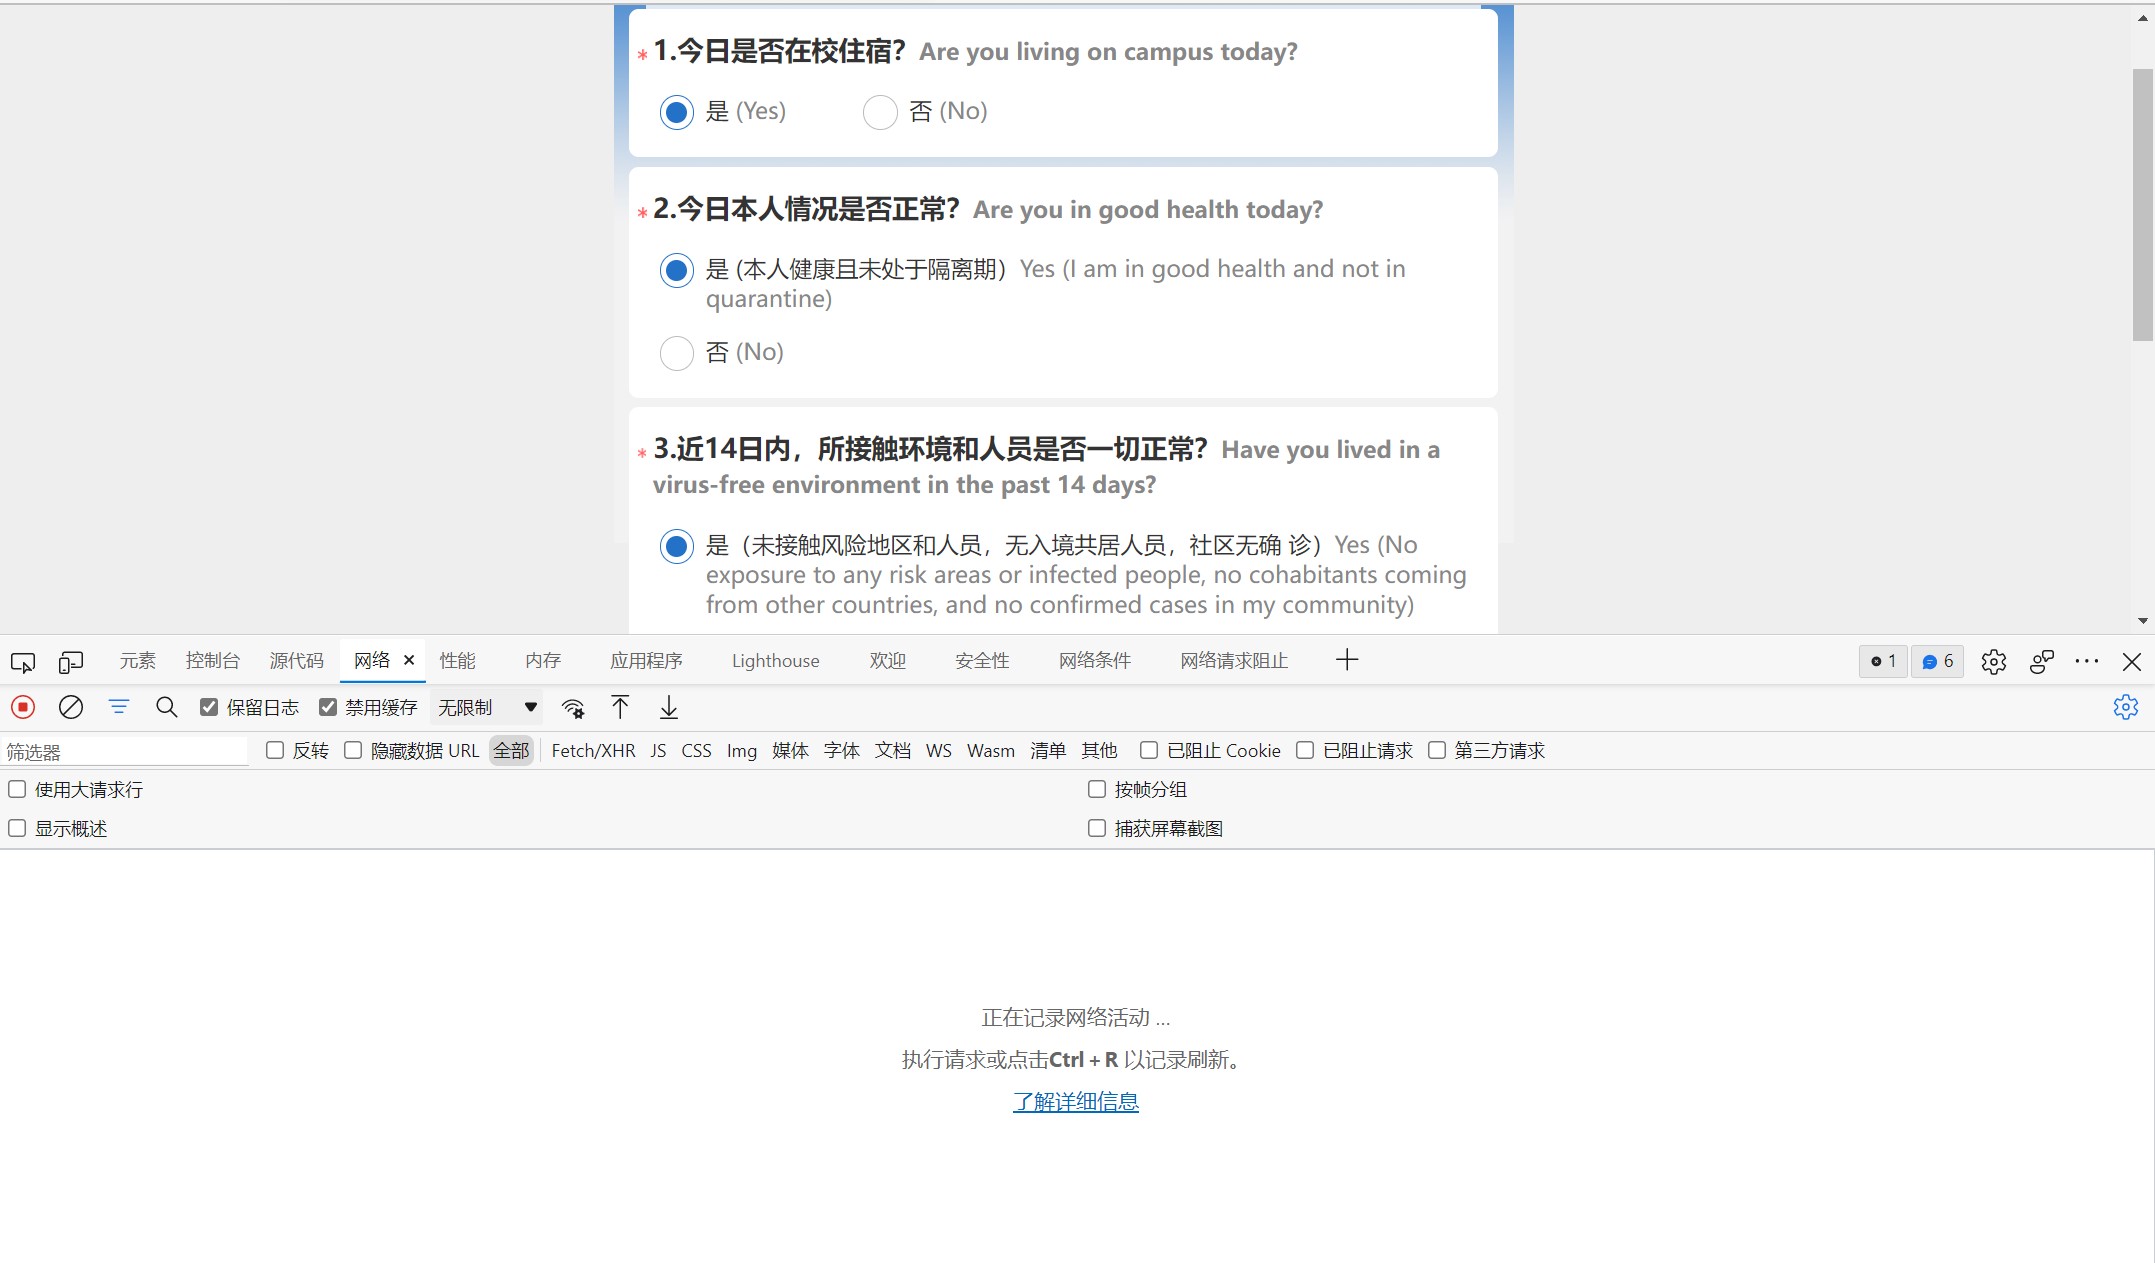 * 1.今日是否在校住宿？ Are you living on campus today?
是 (Yes) 否 (No)
* 2.今日本人情况是否正常？ Are you in good health today?
是 (本人健康且未处于隔离期）Yes (I am in good health and not in
quarantine)
否 (No)
* 3.近14日内，所接触环境和人员是否一切正常？ Have you lived in a
virus-free environment in the past 14 days?
是（未接触风险地区和人员，无入境共居人员，社区无确 诊）Yes (No
exposure to any risk areas or infected people, no cohabitants coming
from other countries, and no confirmed cases in my community)
元素 控制台 源代码 网络 性能 内存 应用程序 Lighthouse 欢迎 安全性 网络条件 网络请求阻止 1 6
保留日志 禁用缓存 无限制
筛选器 反转 隐藏数据 URL 全部 Fetch/XHR JS CSS Img 媒体 字体 文档 WS Wasm 清单 其他 已阻止 Cookie 已阻止请求 第三方请求
使用大请求行 按帧分组
显示概述 捕获屏幕截图
正在记录网络活动 ...
执行请求或点击Ctrl + R 以记录刷新。
了解详细信息